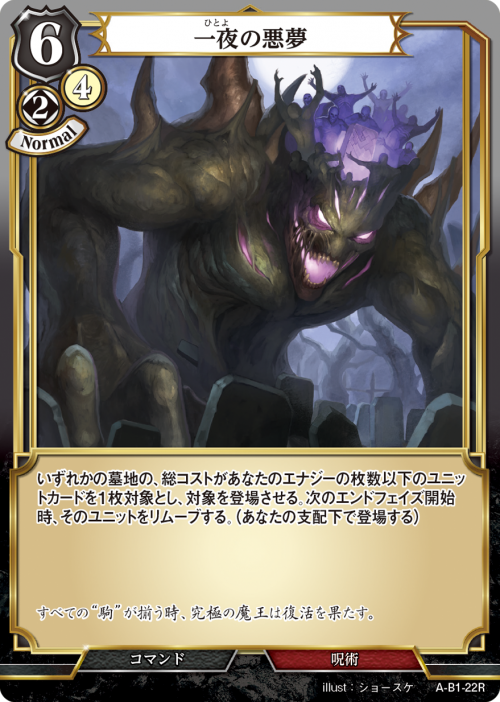 6
ひとよ
一夜の悪夢
2
4
Normal
いずれかの墓地の、総コストがあなたのエナジーの枚数以下のユニッ
トカードを1枚対象とし、対象を登場させる。次のエンドフェイズ開始
時、そのユニットをリムーブする。(あなたの支配下で登場する)
すべての“駒”が揃う時、究極の魔王は復活を果たす。
コマンド
呪術
illust:ショースケ A-B1-22R